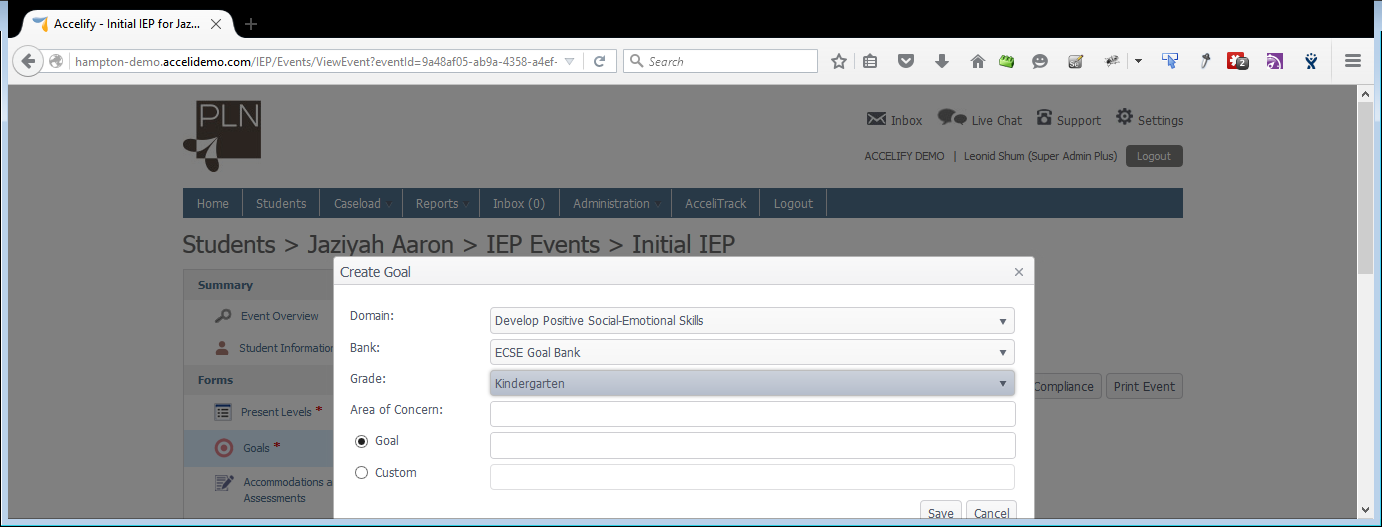 Accelify - Initial IEP for Jaz...
hampton-demo.accelidemo.com/IEP/Events/ViewEvent?eventId=9a48af05-ab9a-4358-a4ef-
Search
2
PLN
Inbox Live Chat Support Settings
ACCELIFY DEMO | Leonid Shum (Super Admin Plus) Logout
Home Students Caseload Reports Inbox (0) Administration AcceliTrack Logout
Students > Jaziyah Aaron > IEP Events > Initial IEP
Summary
Event Overview
Student Information
Forms
Present Levels *
Goals *
Accommodations a
Assessments
Compliance Print Event
Create Goal
Domain: Develop Positive Social-Emotional Skills
Bank: ECSE Goal Bank
Grade: Kindergarten
Area of Concern:
Goal
Custom
Save Cancel